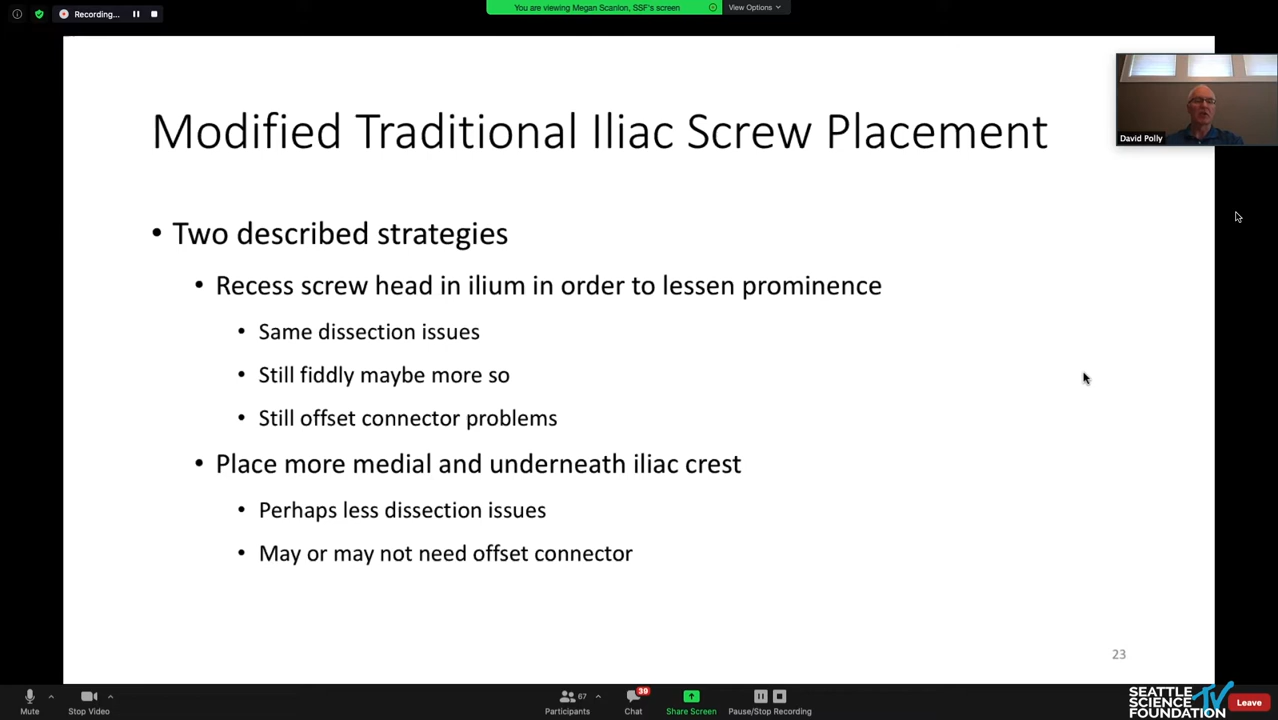 Recording...
You are viewing Megan Scanlon, SSF's screen
View Options
David Polly
Modified Traditional Iliac Screw Placement
• Two described strategies
• Recess screw head in ilium in order to lessen prominence
• Same dissection issues
• Still fiddly maybe more so
• Still offset connector problems
• Place more medial and underneath iliac crest
• Perhaps less dissection issues
• May or may not need offset connector
23
Mute
Stop Video
67
Participants
39
Chat
Share Screen
Pause/Stop Recording
SEATTLE
SCIENCE
FOUNDATION
TV
Leave